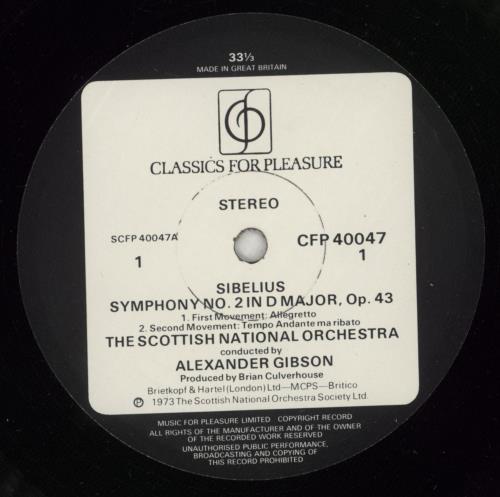 33⅓
MADE IN GREAT BRITAIN
CLASSICS FOR PLEASURE
STEREO
SCFP 40047A
CFP 40047
1
1
SIBELIUS
SYMPHONY NO. 2 IN D MAJOR, Op. 43
1. First Movement: Allegretto
2. Second Movement: Tempo Andante ma ribato
THE SCOTTISH NATIONAL ORCHESTRA
conducted by
ALEXANDER GIBSON
Produced by Brian Culverhouse
Brietkopf & Hartel (London) Ltd—MCPS—Britico
℗ 1973 The Scottish National Orchestra Society Ltd.
MUSIC FOR PLEASURE LIMITED COPYRIGHT RECORD
ALL RIGHTS OF THE MANUFACTURER AND OF THE OWNER
OF THE RECORDED WORK RESERVED
UNAUTHORISED PUBLIC PERFORMANCE,
BROADCASTING AND COPYING OF
THIS RECORD PROHIBITED